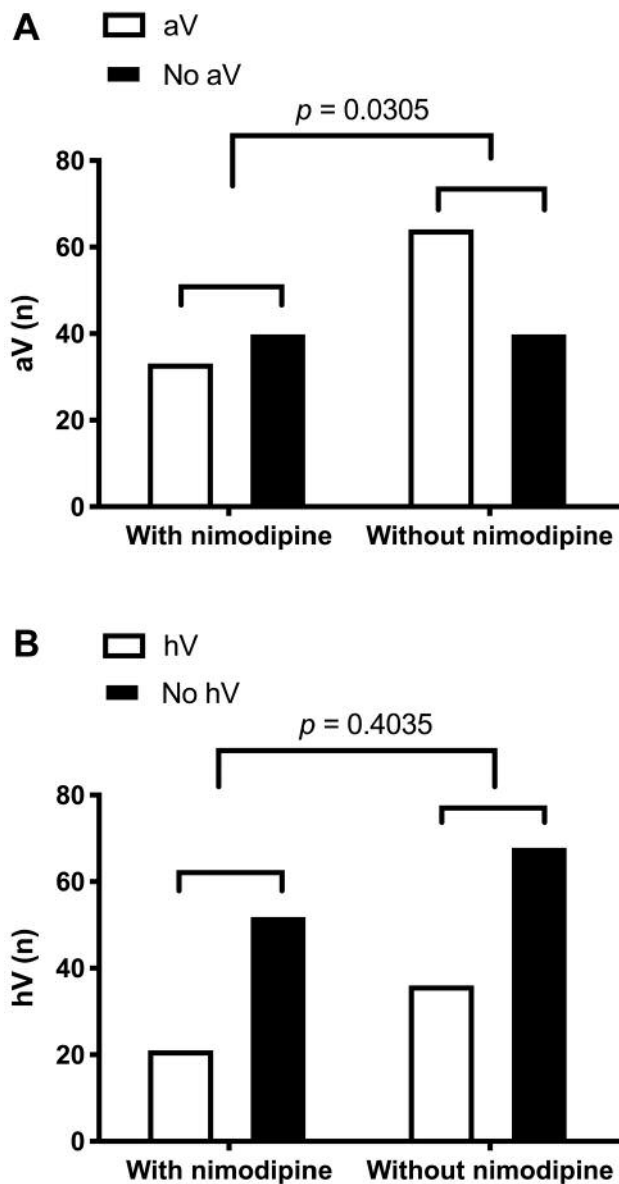 A
aV
No aV
p = 0.0305
80
60
40
20
0
aV (n)
With nimodipine Without nimodipine
B
hV
No hV
p = 0.4035
80
60
40
20
0
hV (n)
With nimodipine Without nimodipine